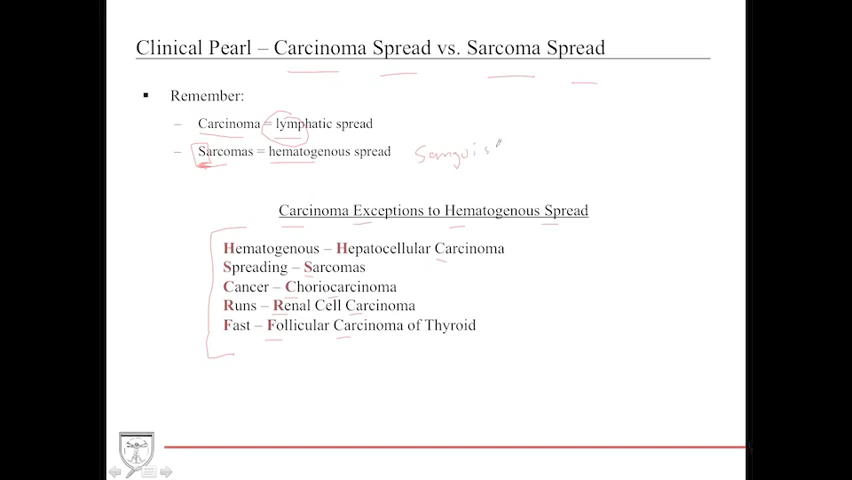 Clinical Pearl – Carcinoma Spread vs. Sarcoma Spread
▪ Remember:
– Carcinoma = lymphatic spread
– Sarcomas = hematogenous spread Sanguis
Carcinoma Exceptions to Hematogenous Spread
Hematogenous – Hepatocellular Carcinoma
Spreading – Sarcomas
Cancer – Choriocarcinoma
Runs – Renal Cell Carcinoma
Fast – Follicular Carcinoma of Thyroid